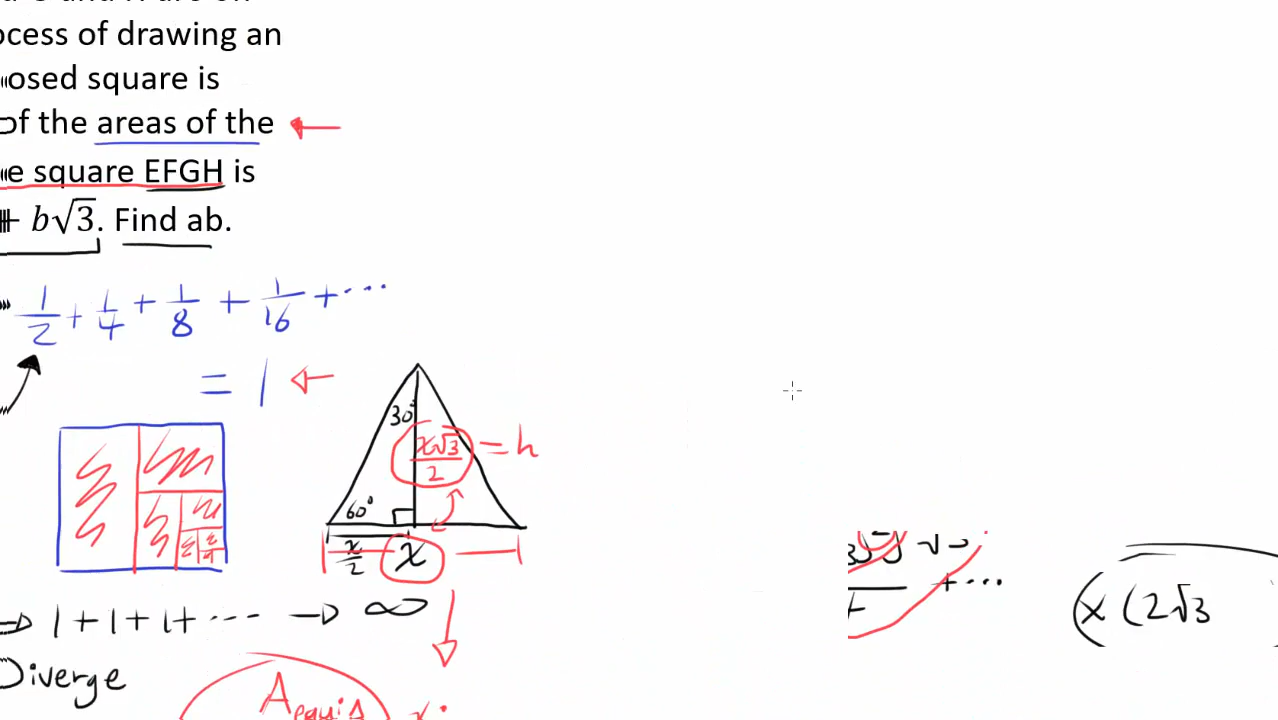 ocess of drawing an
osed square is
of the areas of the
e square EFGH is
+ b√3. Find ab.
1/2 + 1/4 + 1/8 + 1/16 + ...
= 1
30°
x√3/2 = h
60°
x/2 x
⇒ 1 + 1 + 1 + ... → ∞
Diverge
A equiΔ
+ ...
(x (2√3